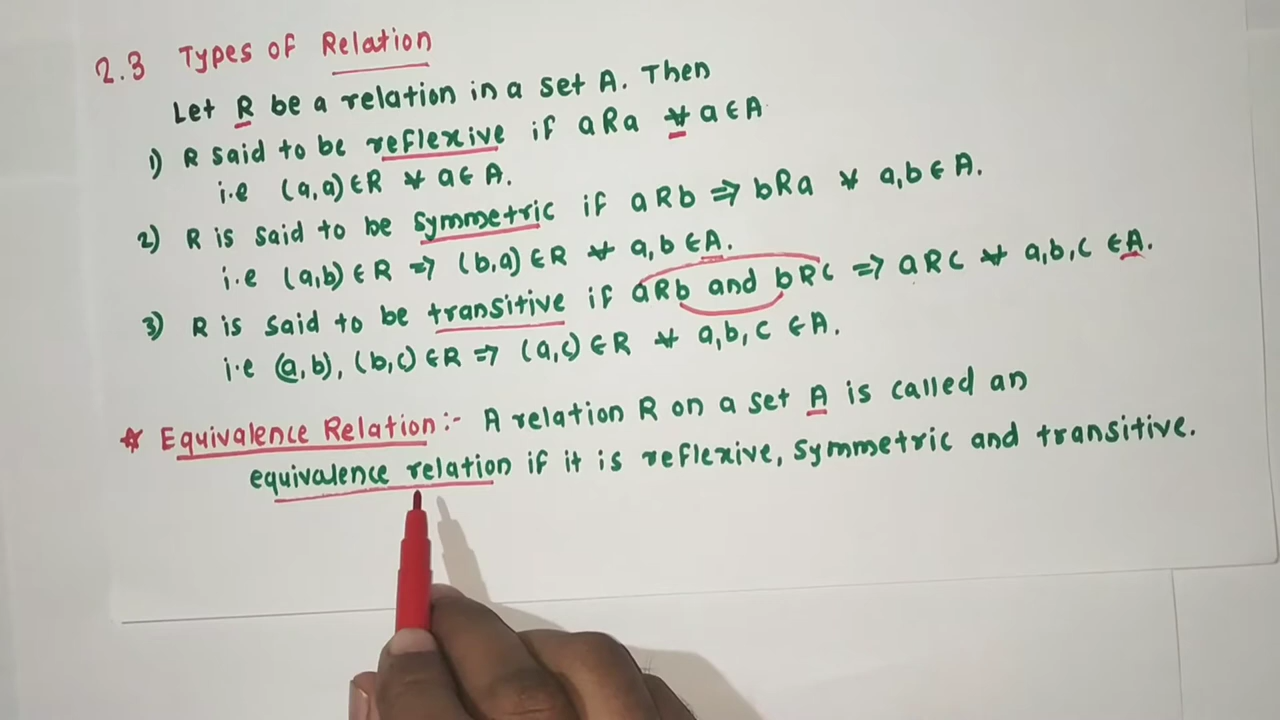 2.3 Types of Relation
Let R be a relation in a set A. Then
1) R said to be reflexive if aRa ∀ a∈A
i.e (a,a)∈R ∀ a∈A.
2) R is said to be symmetric if aRb ⇒ bRa ∀ a,b∈A.
i.e (a,b)∈R ⇒ (b,a)∈R ∀ a,b∈A.
3) R is said to be transitive if aRb and bRc ⇒ aRc ∀ a,b,c ∈A.
i.e (a,b), (b,c)∈R ⇒ (a,c)∈R ∀ a,b,c ∈A.
☆ Equivalence Relation:- A relation R on a set A is called an
equivalence relation if it is reflexive, symmetric and transitive.